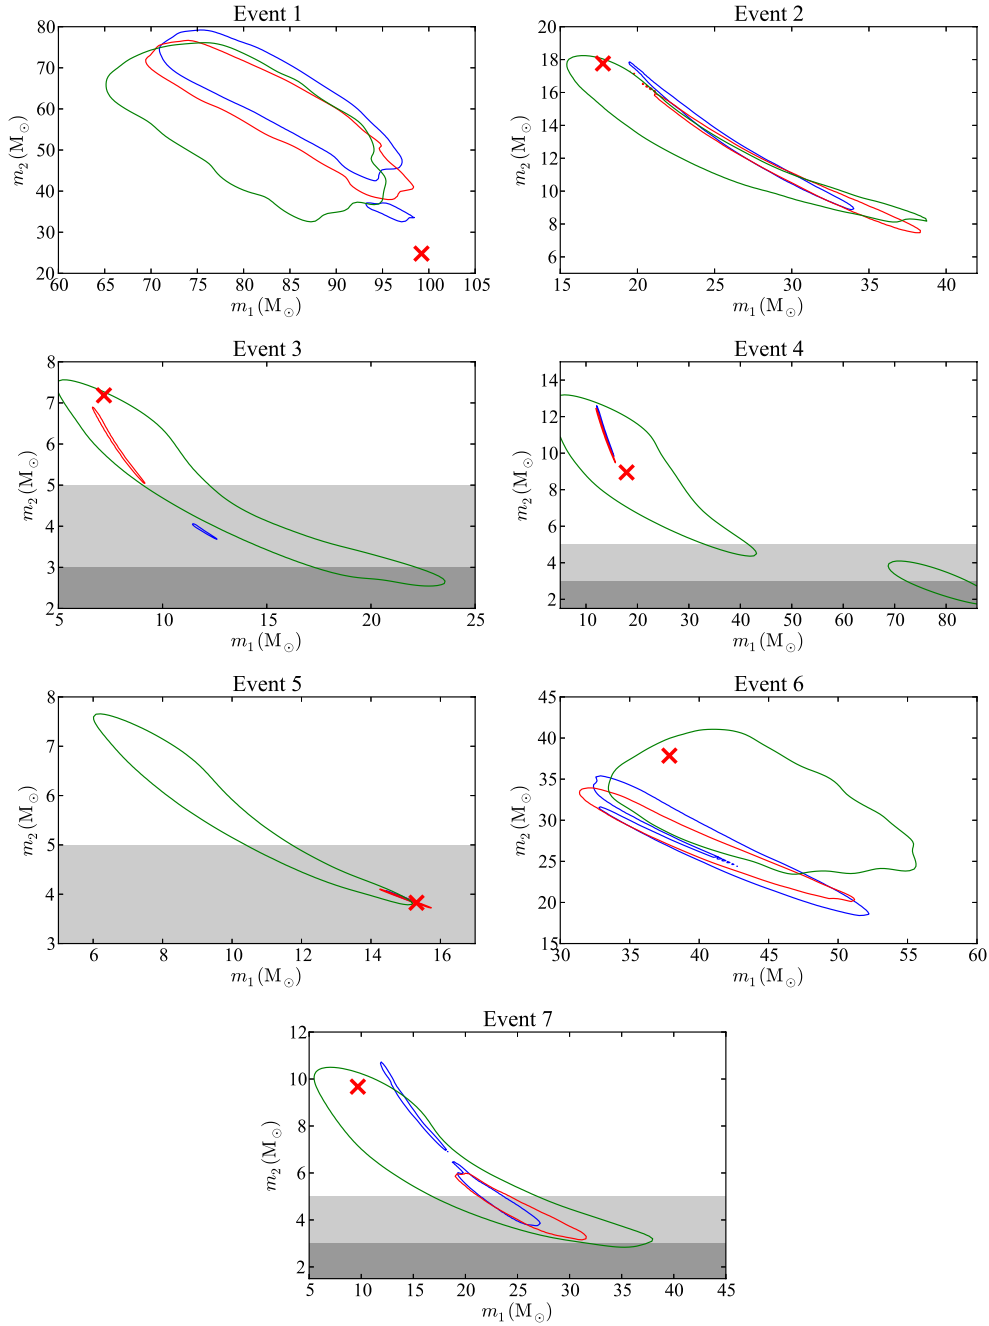 Event 1
80
70
60
50
40
30
20
60 65 70 75 80 85 90 95 100 105
m₂ (M☉)
m₁ (M☉)
Event 2
20
18
16
14
12
10
8
6
15 20 25 30 35 40
m₂ (M☉)
m₁ (M☉)
Event 3
8
7
6
5
4
3
2
5 10 15 20 25
m₂ (M☉)
m₁ (M☉)
Event 4
14
12
10
8
6
4
2
10 20 30 40 50 60 70 80
m₂ (M☉)
m₁ (M☉)
Event 5
8
7
6
5
4
3
6 8 10 12 14 16
m₂ (M☉)
m₁ (M☉)
Event 6
45
40
35
30
25
20
15
30 35 40 45 50 55 60
m₂ (M☉)
m₁ (M☉)
Event 7
12
10
8
6
4
2
5 10 15 20 25 30 35 40 45
m₂ (M☉)
m₁ (M☉)